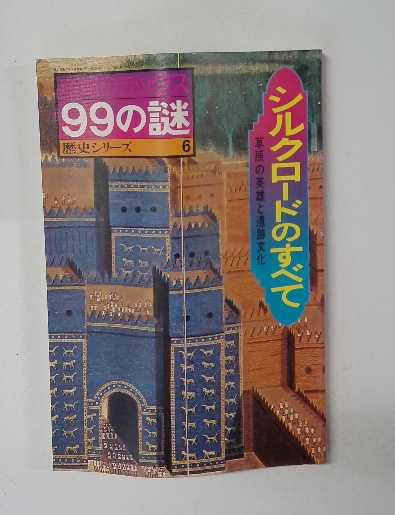 99の謎
歴史シリーズ 6
シルクロードのすべて
草原の英雄と遺跡文化